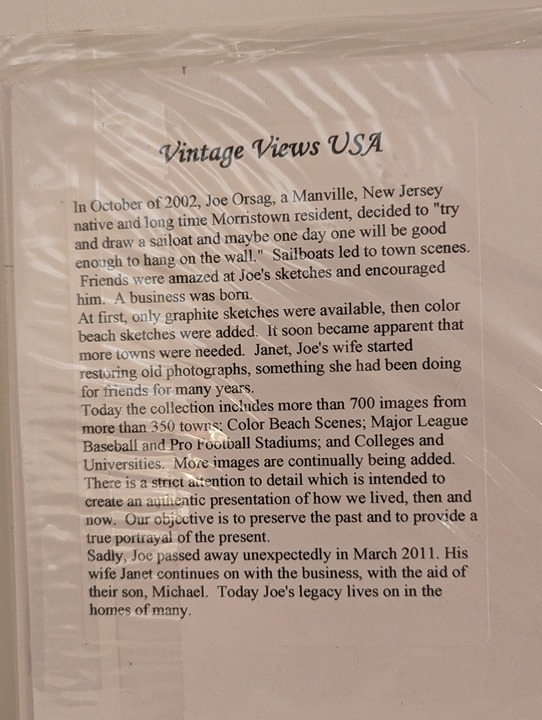 Vintage Views USA
In October of 2002, Joe Orsag, a Manville, New Jersey
native and long time Morristown resident, decided to "try
and draw a sailoat and maybe one day one will be good
enough to hang on the wall."  Sailboats led to town scenes.
Friends were amazed at Joe's sketches and encouraged
him.  A business was born.
At first, only graphite sketches were available, then color
beach sketches were added.  It soon became apparent that
more towns were needed.  Janet, Joe's wife started
restoring old photographs, something she had been doing
for friends for many years.
Today the collection includes more than 700 images from
more than 350 towns; Color Beach Scenes; Major League
Baseball and Pro Football Stadiums; and Colleges and
Universities.  More images are continually being added.
There is a strict attention to detail which is intended to
create an authentic presentation of how we lived, then and
now.  Our objective is to preserve the past and to provide a
true portrayal of the present.
Sadly, Joe passed away unexpectedly in March 2011. His
wife Janet continues on with the business, with the aid of
their son, Michael.  Today Joe's legacy lives on in the
homes of many.